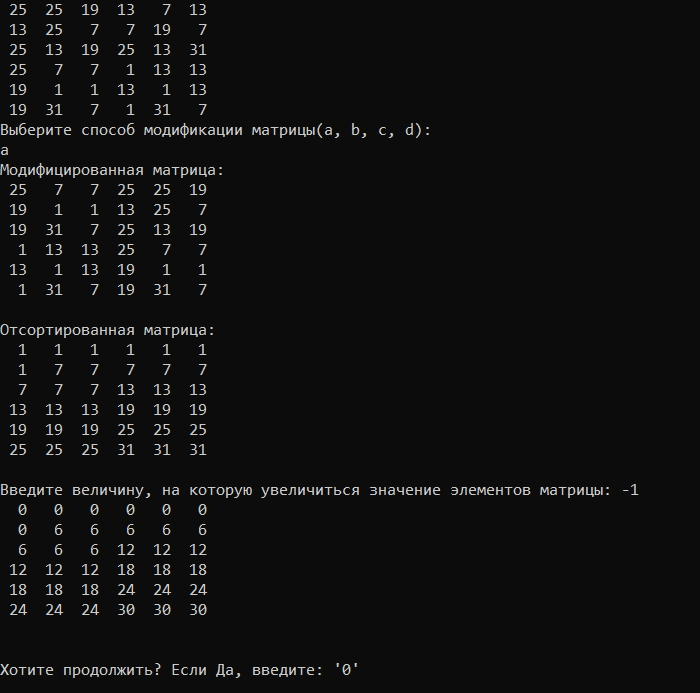 25 25 19 13 7 13
13 25 7 7 19 7
25 13 19 25 13 31
25 7 7 1 13 13
19 1 1 13 1 13
19 31 7 1 31 7
Выберите способ модификации матрицы(a, b, c, d):
a
Модифицированная матрица:
25 7 7 25 25 19
19 1 1 13 25 7
19 31 7 25 13 19
1 13 13 25 7 7
13 1 13 19 1 1
1 31 7 19 31 7
Отсортированная матрица:
1 1 1 1 1 1
1 7 7 7 7 7
7 7 7 13 13 13
13 13 13 19 19 19
19 19 19 25 25 25
25 25 25 31 31 31
Введите величину, на которую увеличиться значение элементов матрицы: -1
0 0 0 0 0 0
0 6 6 6 6 6
6 6 6 12 12 12
12 12 12 18 18 18
18 18 18 24 24 24
24 24 24 30 30 30
Хотите продолжить? Если Да, введите: '0'